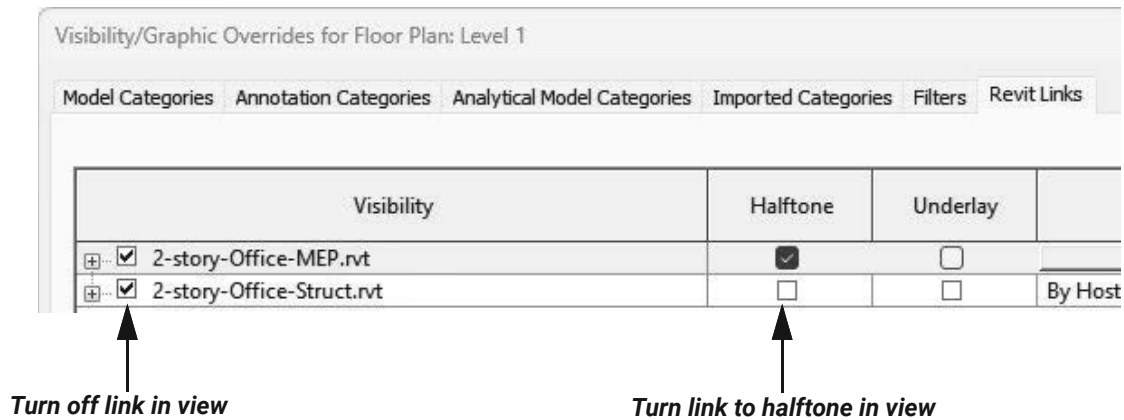 Visibility/Graphic Overrides for Floor Plan: Level 1
Model Categories Annotation Categories Analytical Model Categories Imported Categories Filters Revit Links
Visibility Halftone Underlay
2-story-Office-MEP.rvt
2-story-Office-Struct.rvt By Host
Turn off link in view Turn link to halftone in view